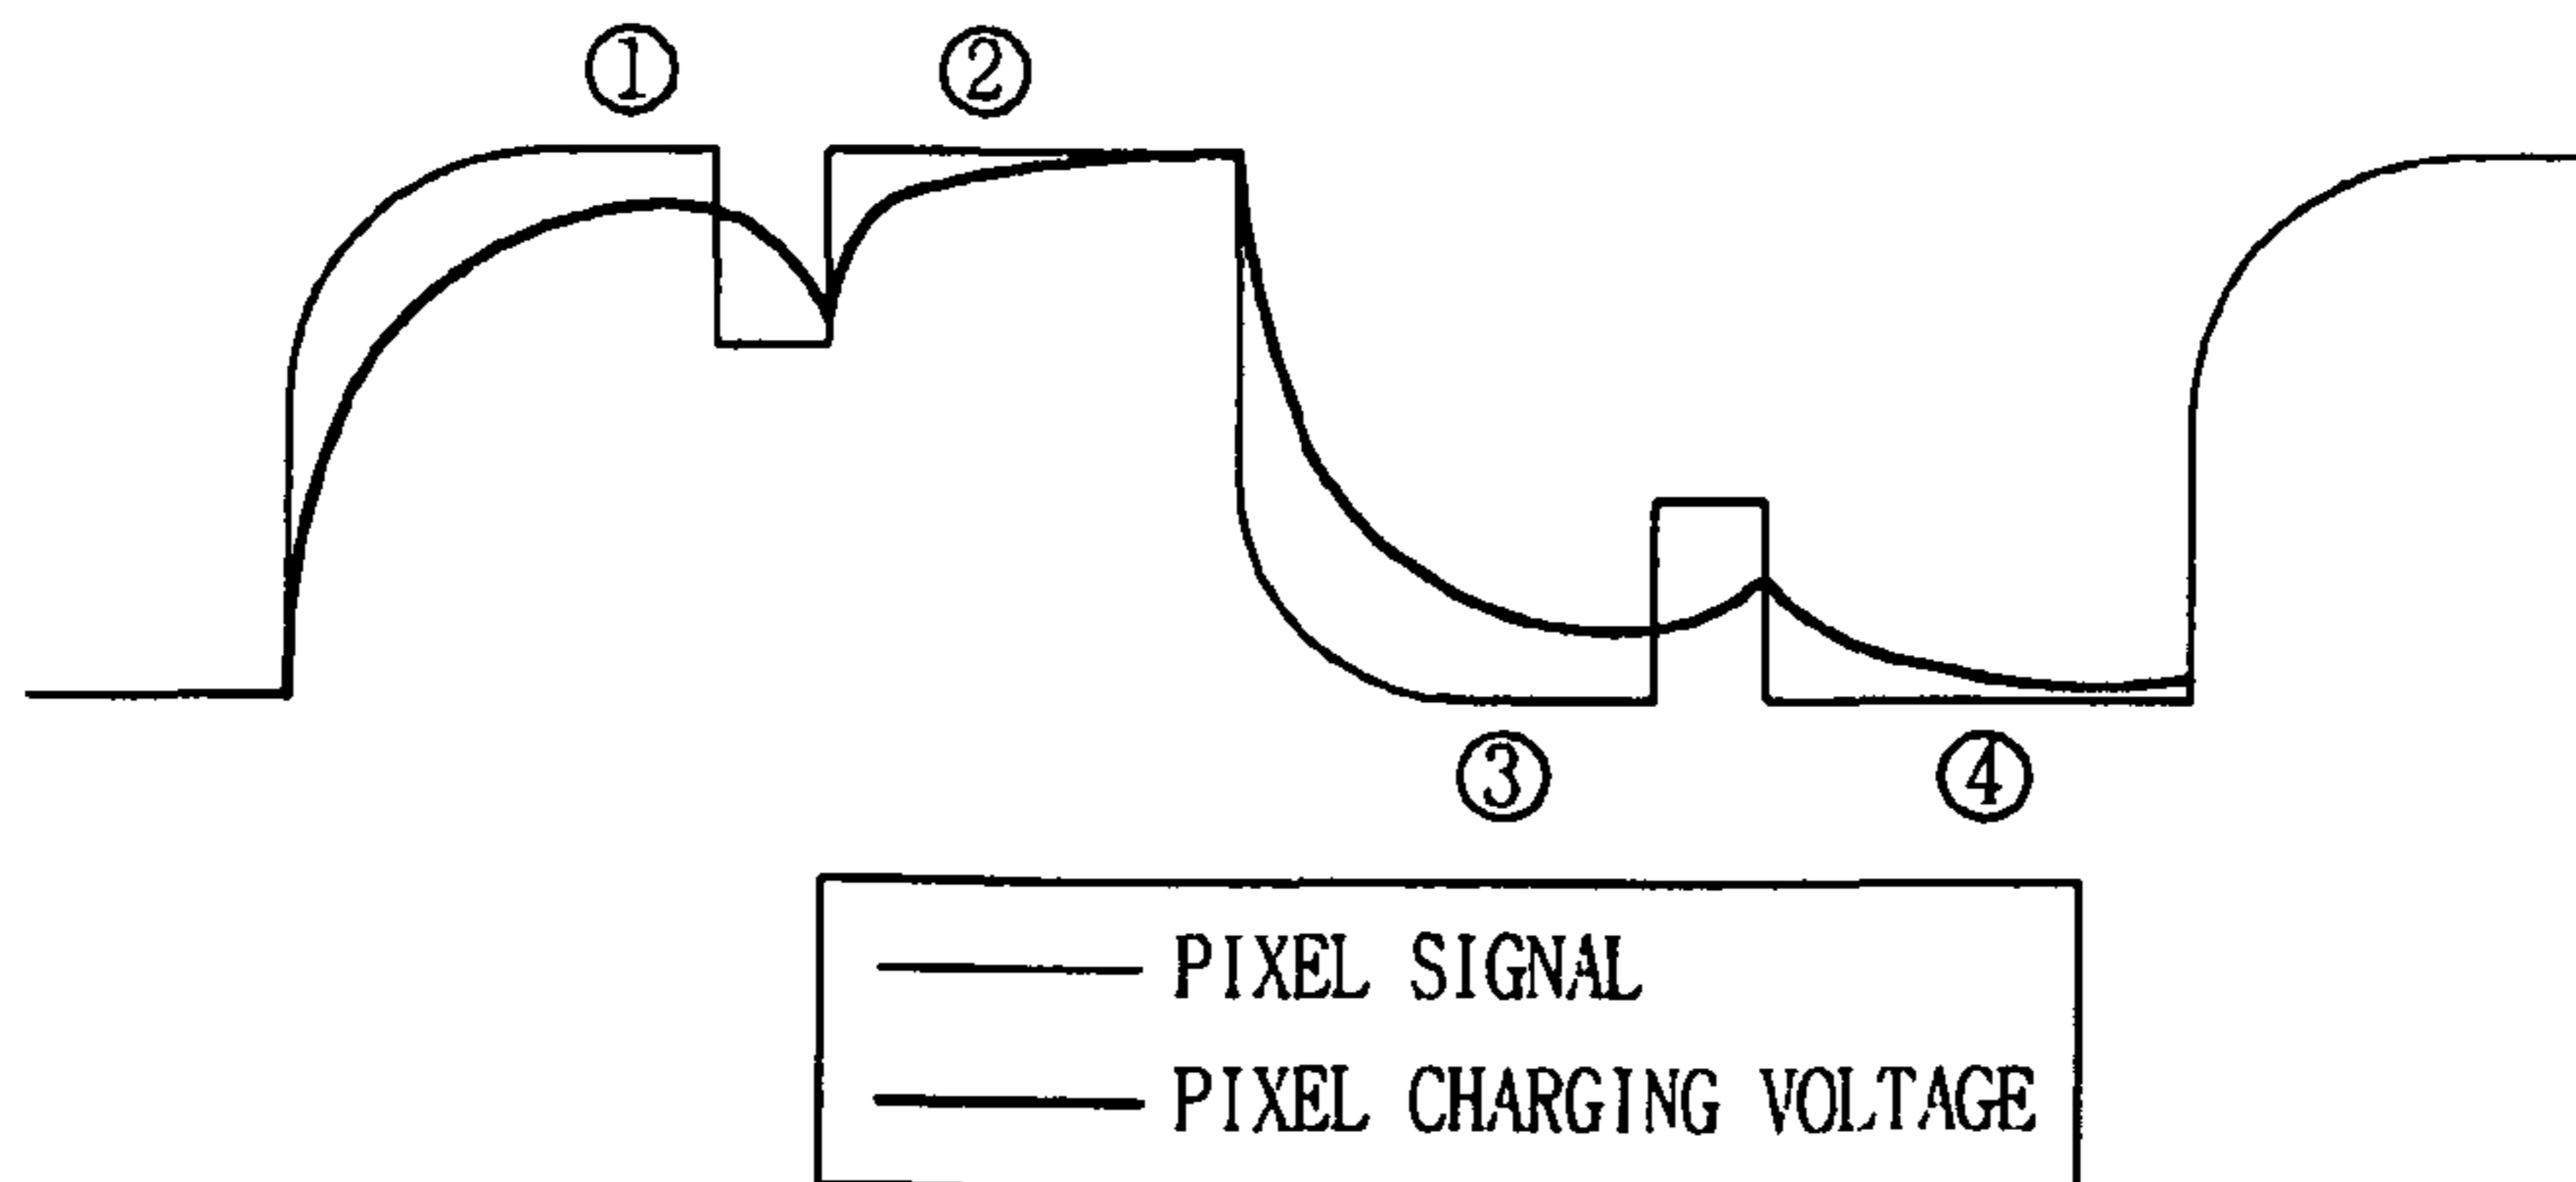 ① ②
③ ④
PIXEL SIGNAL
PIXEL CHARGING VOLTAGE